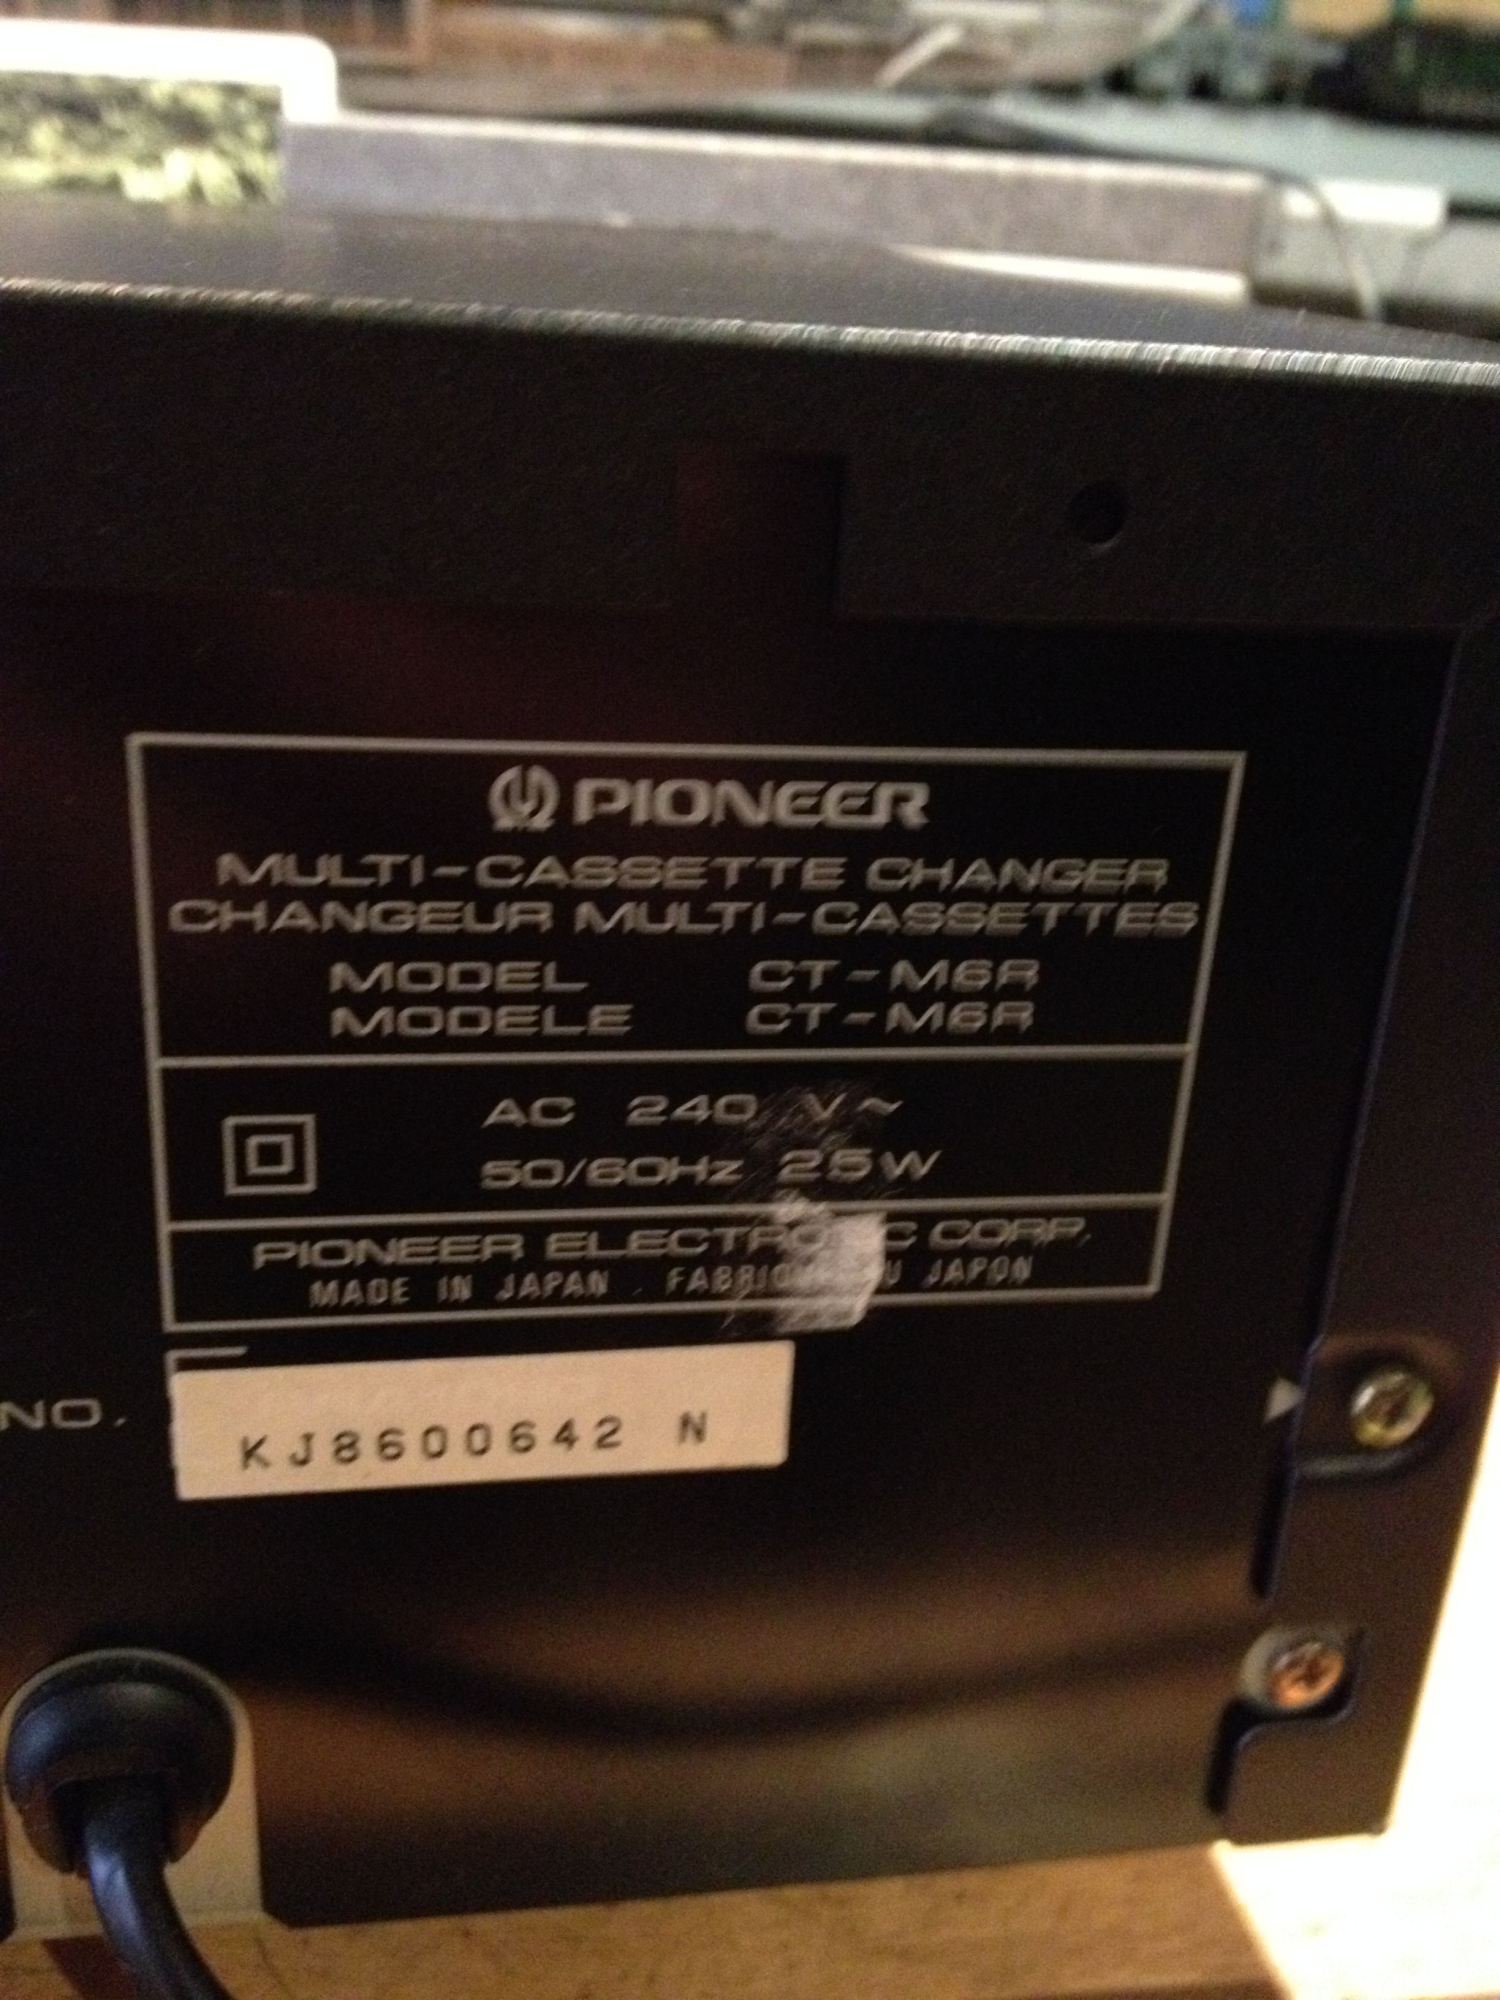 PIONEER
MULTI-CASSETTE CHANGER
CHANGEUR MULTI-CASSETTES
MODEL CT-M6R
MODELE CT-M6R
AC 240 V~
50/60Hz 25W
PIONEER CORP.
MADE IN JAPAN . JAPON
NO.
KJ8600642 N